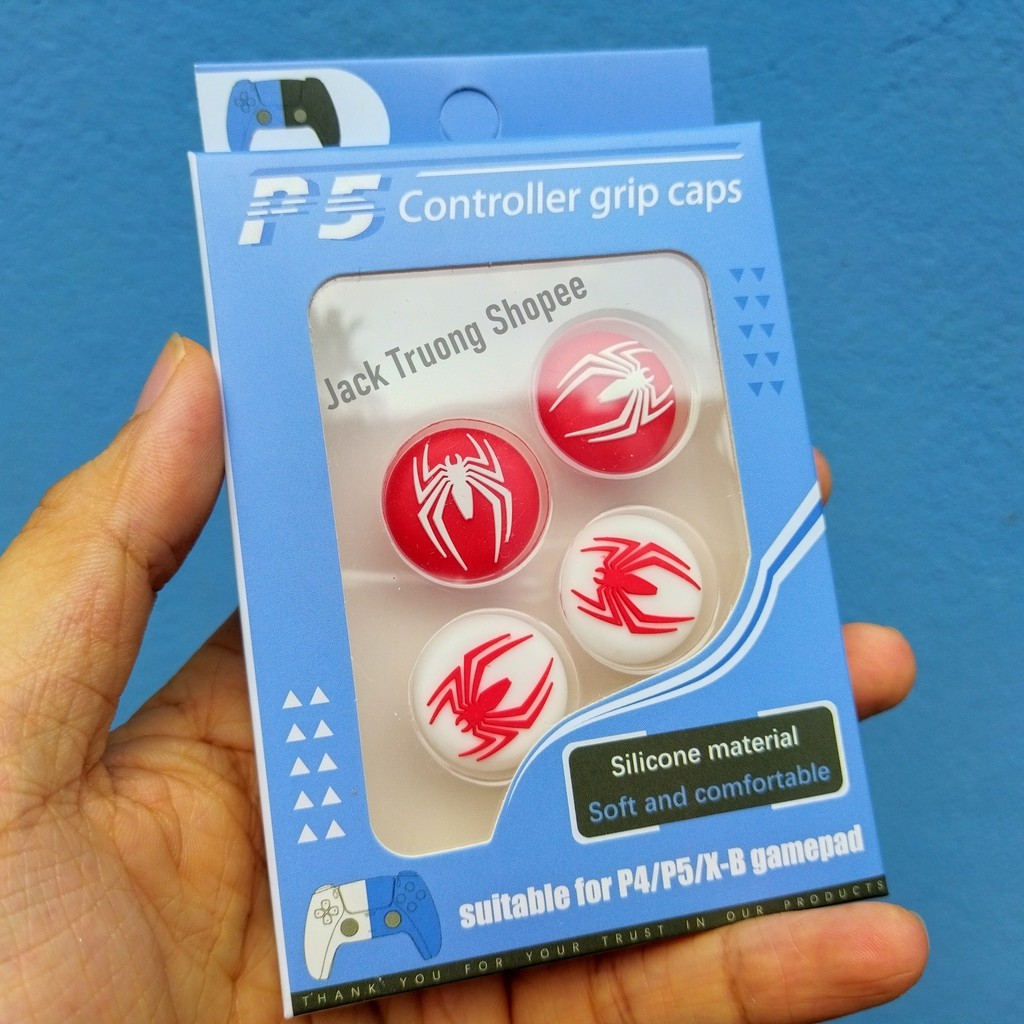 P5 Controller grip caps
Jack Truong Shopee
Silicone material
Soft and comfortable
suitable for P4/P5/X-B gamepad
THANK YOU FOR YOUR TRUST IN OUR PRODUCTS